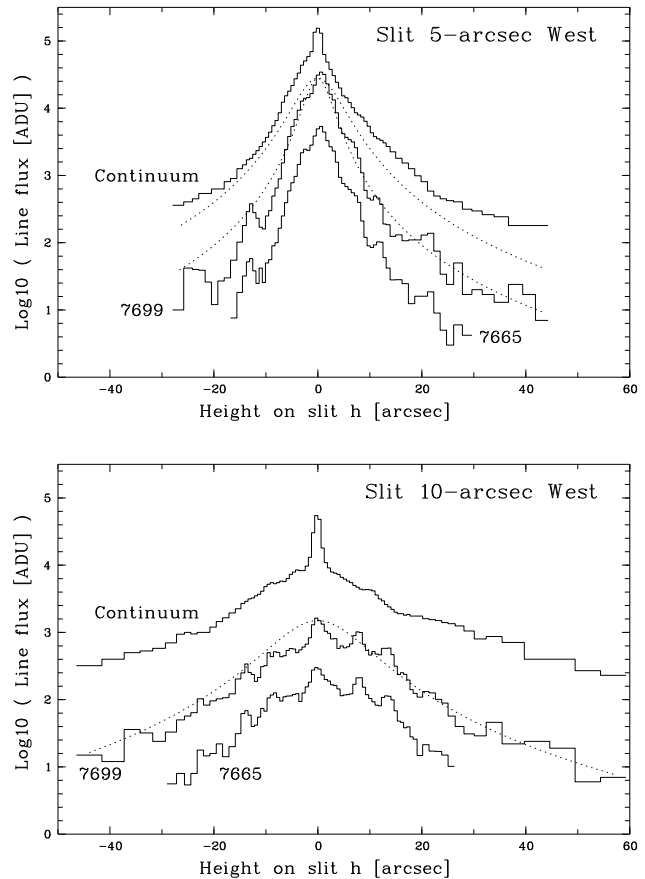 Slit 5-arcsec West
5
4
3
2
1
0
Log10 ( Line flux [ADU] )
Continuum
7699
7665
-40 -20 0 20 40 60
Height on slit h [arcsec]
Slit 10-arcsec West
5
4
3
2
1
0
Log10 ( Line flux [ADU] )
Continuum
7699
7665
-40 -20 0 20 40 60
Height on slit h [arcsec]